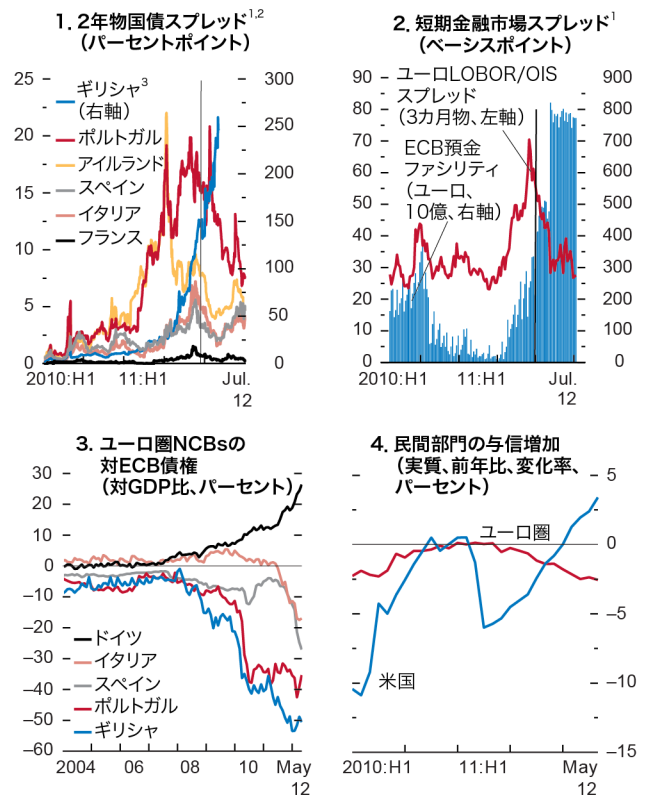 1. 2年物国債スプレッド1,2
(パーセントポイント)
25
20
15
10
5
0
300
250
200
150
100
50
0
ギリシャ3
(右軸)
ポルトガル
アイルランド
スペイン
イタリア
フランス
2010:H1
11:H1
Jul.
12
2. 短期金融市場スプレッド1
(ベーシスポイント)
90
80
70
60
50
40
30
20
10
0
900
800
700
600
500
400
300
200
100
0
ユーロLOBOR/OIS
スプレッド
(3カ月物、左軸)
ECB預金
ファシリティ
(ユーロ、
10億、右軸)
2010:H1
11:H1
Jul.
12
3. ユーロ圏NCBsの
対ECB債権
(対GDP比、パーセント)
30
20
10
0
–10
–20
–30
–40
–50
–60
ドイツ
イタリア
スペイン
ポルトガル
ギリシャ
2004
06
08
10
May
12
4. 民間部門の与信増加
(実質、前年比、変化率、
パーセント)
5
0
–5
–10
–15
ユーロ圏
米国
2010:H1
11:H1
May
12